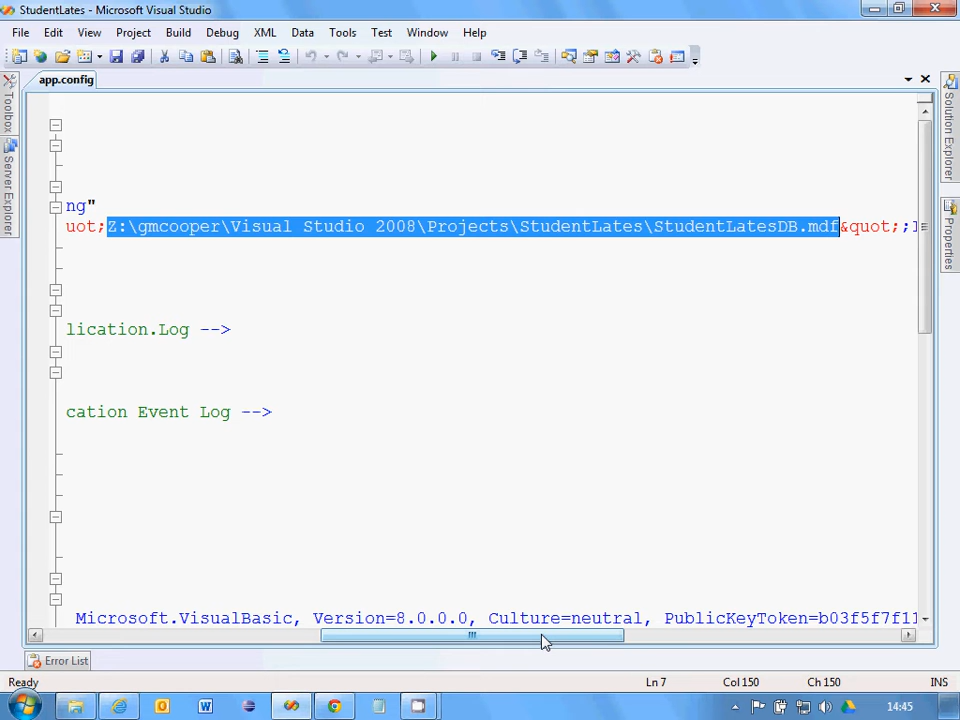 StudentLates - Microsoft Visual Studio
File Edit View Project Build Debug XML Data Tools Test Window Help
app.config
Toolbox
Server Explorer
Solution Explorer
Properties
ng"
uot;Z:\gmcooper\Visual Studio 2008\Projects\StudentLates\StudentLatesDB.mdf&quot;;I
lication.Log -->
cation Event Log -->
Microsoft.VisualBasic, Version=8.0.0.0, Culture=neutral, PublicKeyToken=b03f5f7f11
Error List
Ready Ln 7 Col 150 Ch 150 INS
14:45